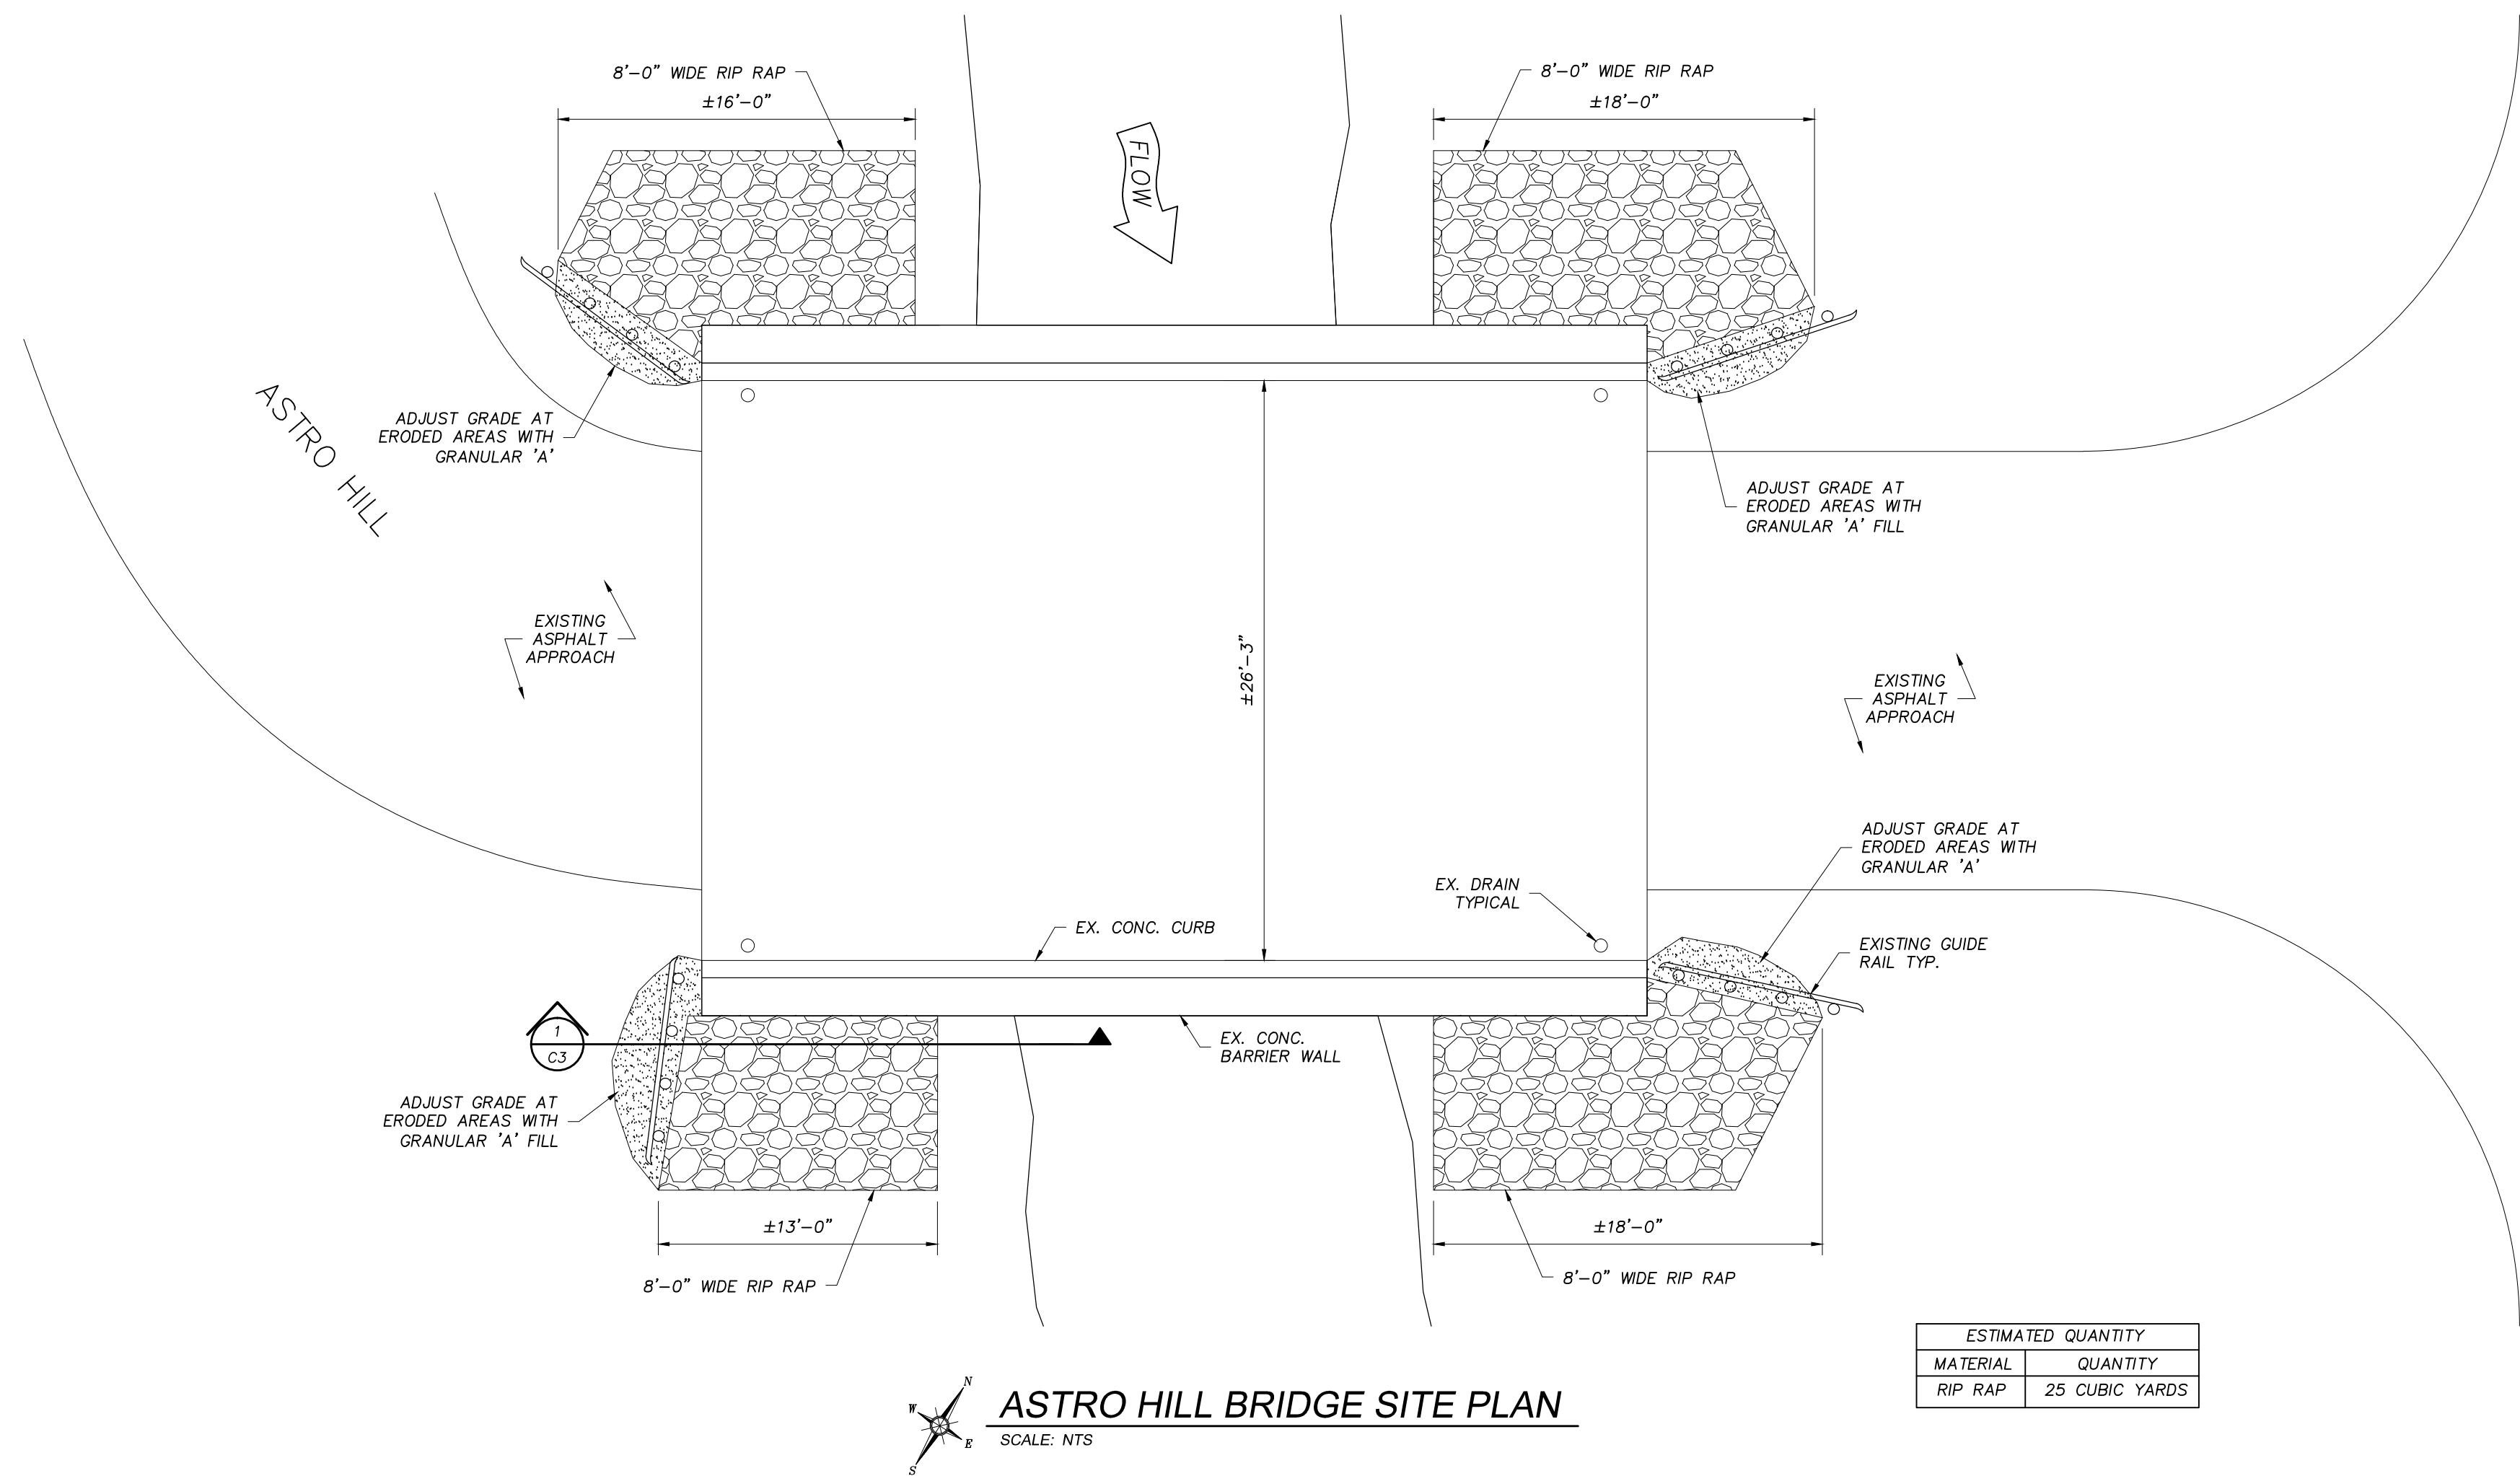 8'-0" WIDE RIP RAP
±16'-0"
8'-0" WIDE RIP RAP
±18'-0"
FLOW
ASTRO HILL
ADJUST GRADE AT
ERODED AREAS WITH
GRANULAR 'A'
ADJUST GRADE AT
ERODED AREAS WITH
GRANULAR 'A' FILL
EXISTING
ASPHALT
APPROACH
±26'-3"
EXISTING
ASPHALT
APPROACH
ADJUST GRADE AT
ERODED AREAS WITH
GRANULAR 'A'
EX. DRAIN
TYPICAL
EX. CONC. CURB
EXISTING GUIDE
RAIL TYP.
1
C3
EX. CONC.
BARRIER WALL
ADJUST GRADE AT
ERODED AREAS WITH
GRANULAR 'A' FILL
±13'-0"
±18'-0"
8'-0" WIDE RIP RAP
8'-0" WIDE RIP RAP
ESTIMATED QUANTITY
MATERIAL QUANTITY
RIP RAP 25 CUBIC YARDS
N
W
E
S
ASTRO HILL BRIDGE SITE PLAN
SCALE: NTS